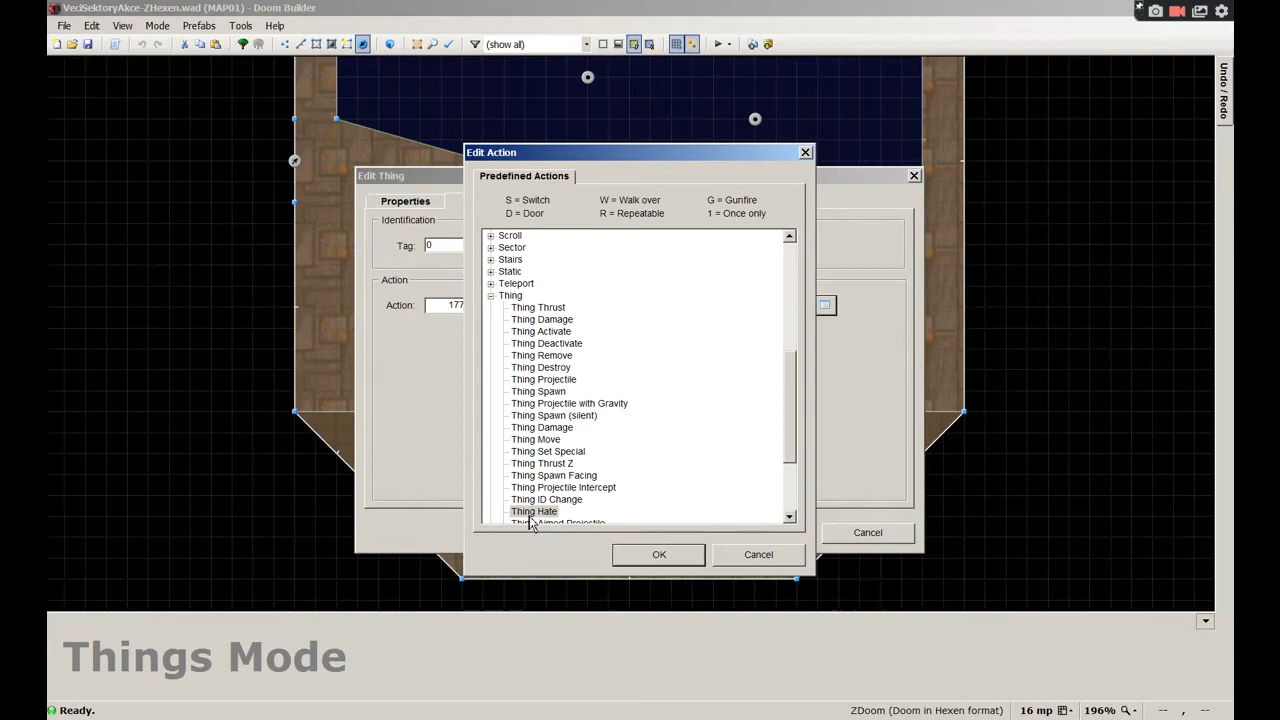 VeciSektoryAkce-ZHexen.wad (MAP01) - Doom Builder
File Edit View Mode Prefabs Tools Help
(show all)
Undo / Redo
Edit Thing
Properties
Identification
Tag: 0
Action
Action: 177
Cancel
Edit Action
Predefined Actions
S = Switch W = Walk over G = Gunfire
D = Door R = Repeatable 1 = Once only
Scroll
Sector
Stairs
Static
Teleport
Thing
Thing Thrust
Thing Damage
Thing Activate
Thing Deactivate
Thing Remove
Thing Destroy
Thing Projectile
Thing Spawn
Thing Projectile with Gravity
Thing Spawn (silent)
Thing Damage
Thing Move
Thing Set Special
Thing Thrust Z
Thing Spawn Facing
Thing Projectile Intercept
Thing ID Change
Thing Hate
Thing Aimed Projectile
OK Cancel
Things Mode
Ready. ZDoom (Doom in Hexen format) 16 mp 196% -- , --